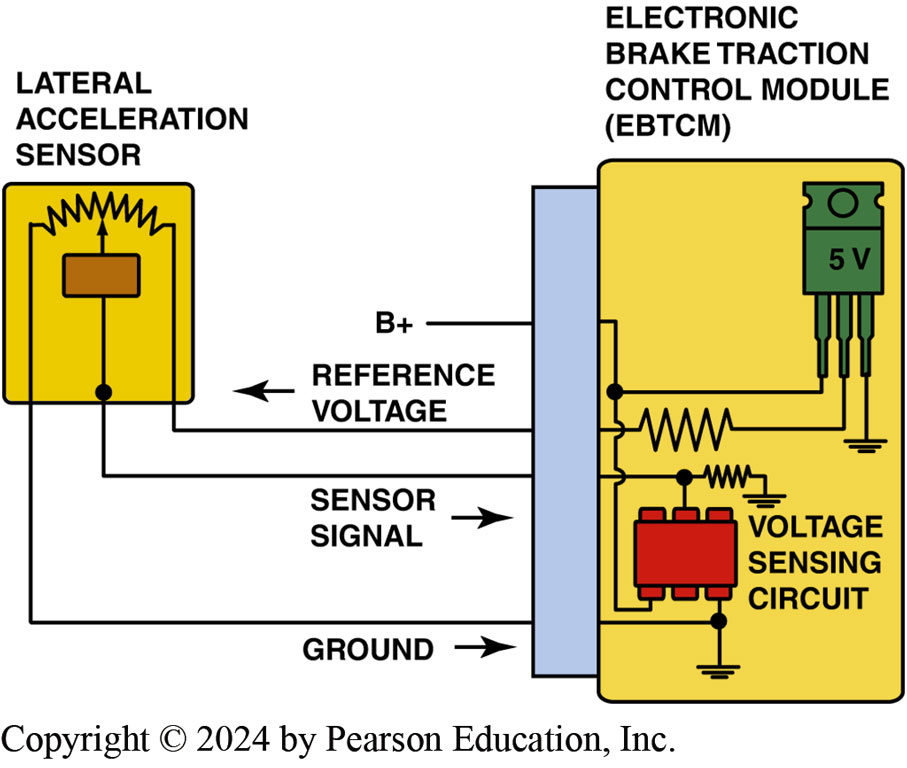 ELECTRONIC
BRAKE TRACTION
CONTROL MODULE
(EBTCM)
LATERAL
ACCELERATION
SENSOR
5 V
B+
REFERENCE
VOLTAGE
SENSOR
SIGNAL
VOLTAGE
SENSING
CIRCUIT
GROUND
Copyright © 2024 by Pearson Education, Inc.